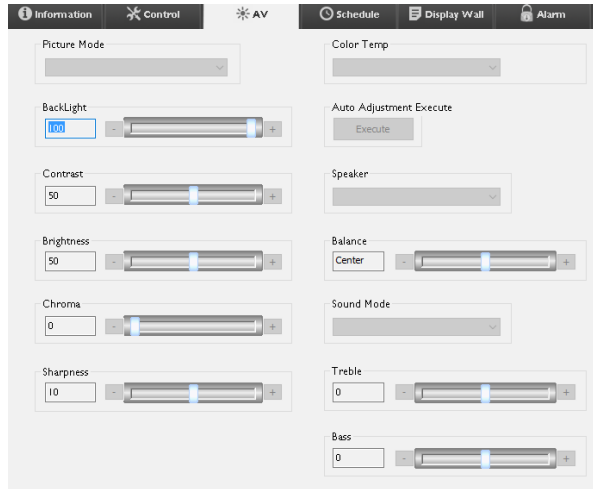 Information Control AV Schedule Display Wall Alarm
Picture Mode
Color Temp
BackLight
100
- +
Auto Adjustment Execute
Execute
Contrast
50
- +
Speaker
Brightness
50
- +
Balance
Center
- +
Chroma
0
- +
Sound Mode
Sharpness
10
- +
Treble
0
- +
Bass
0
- +